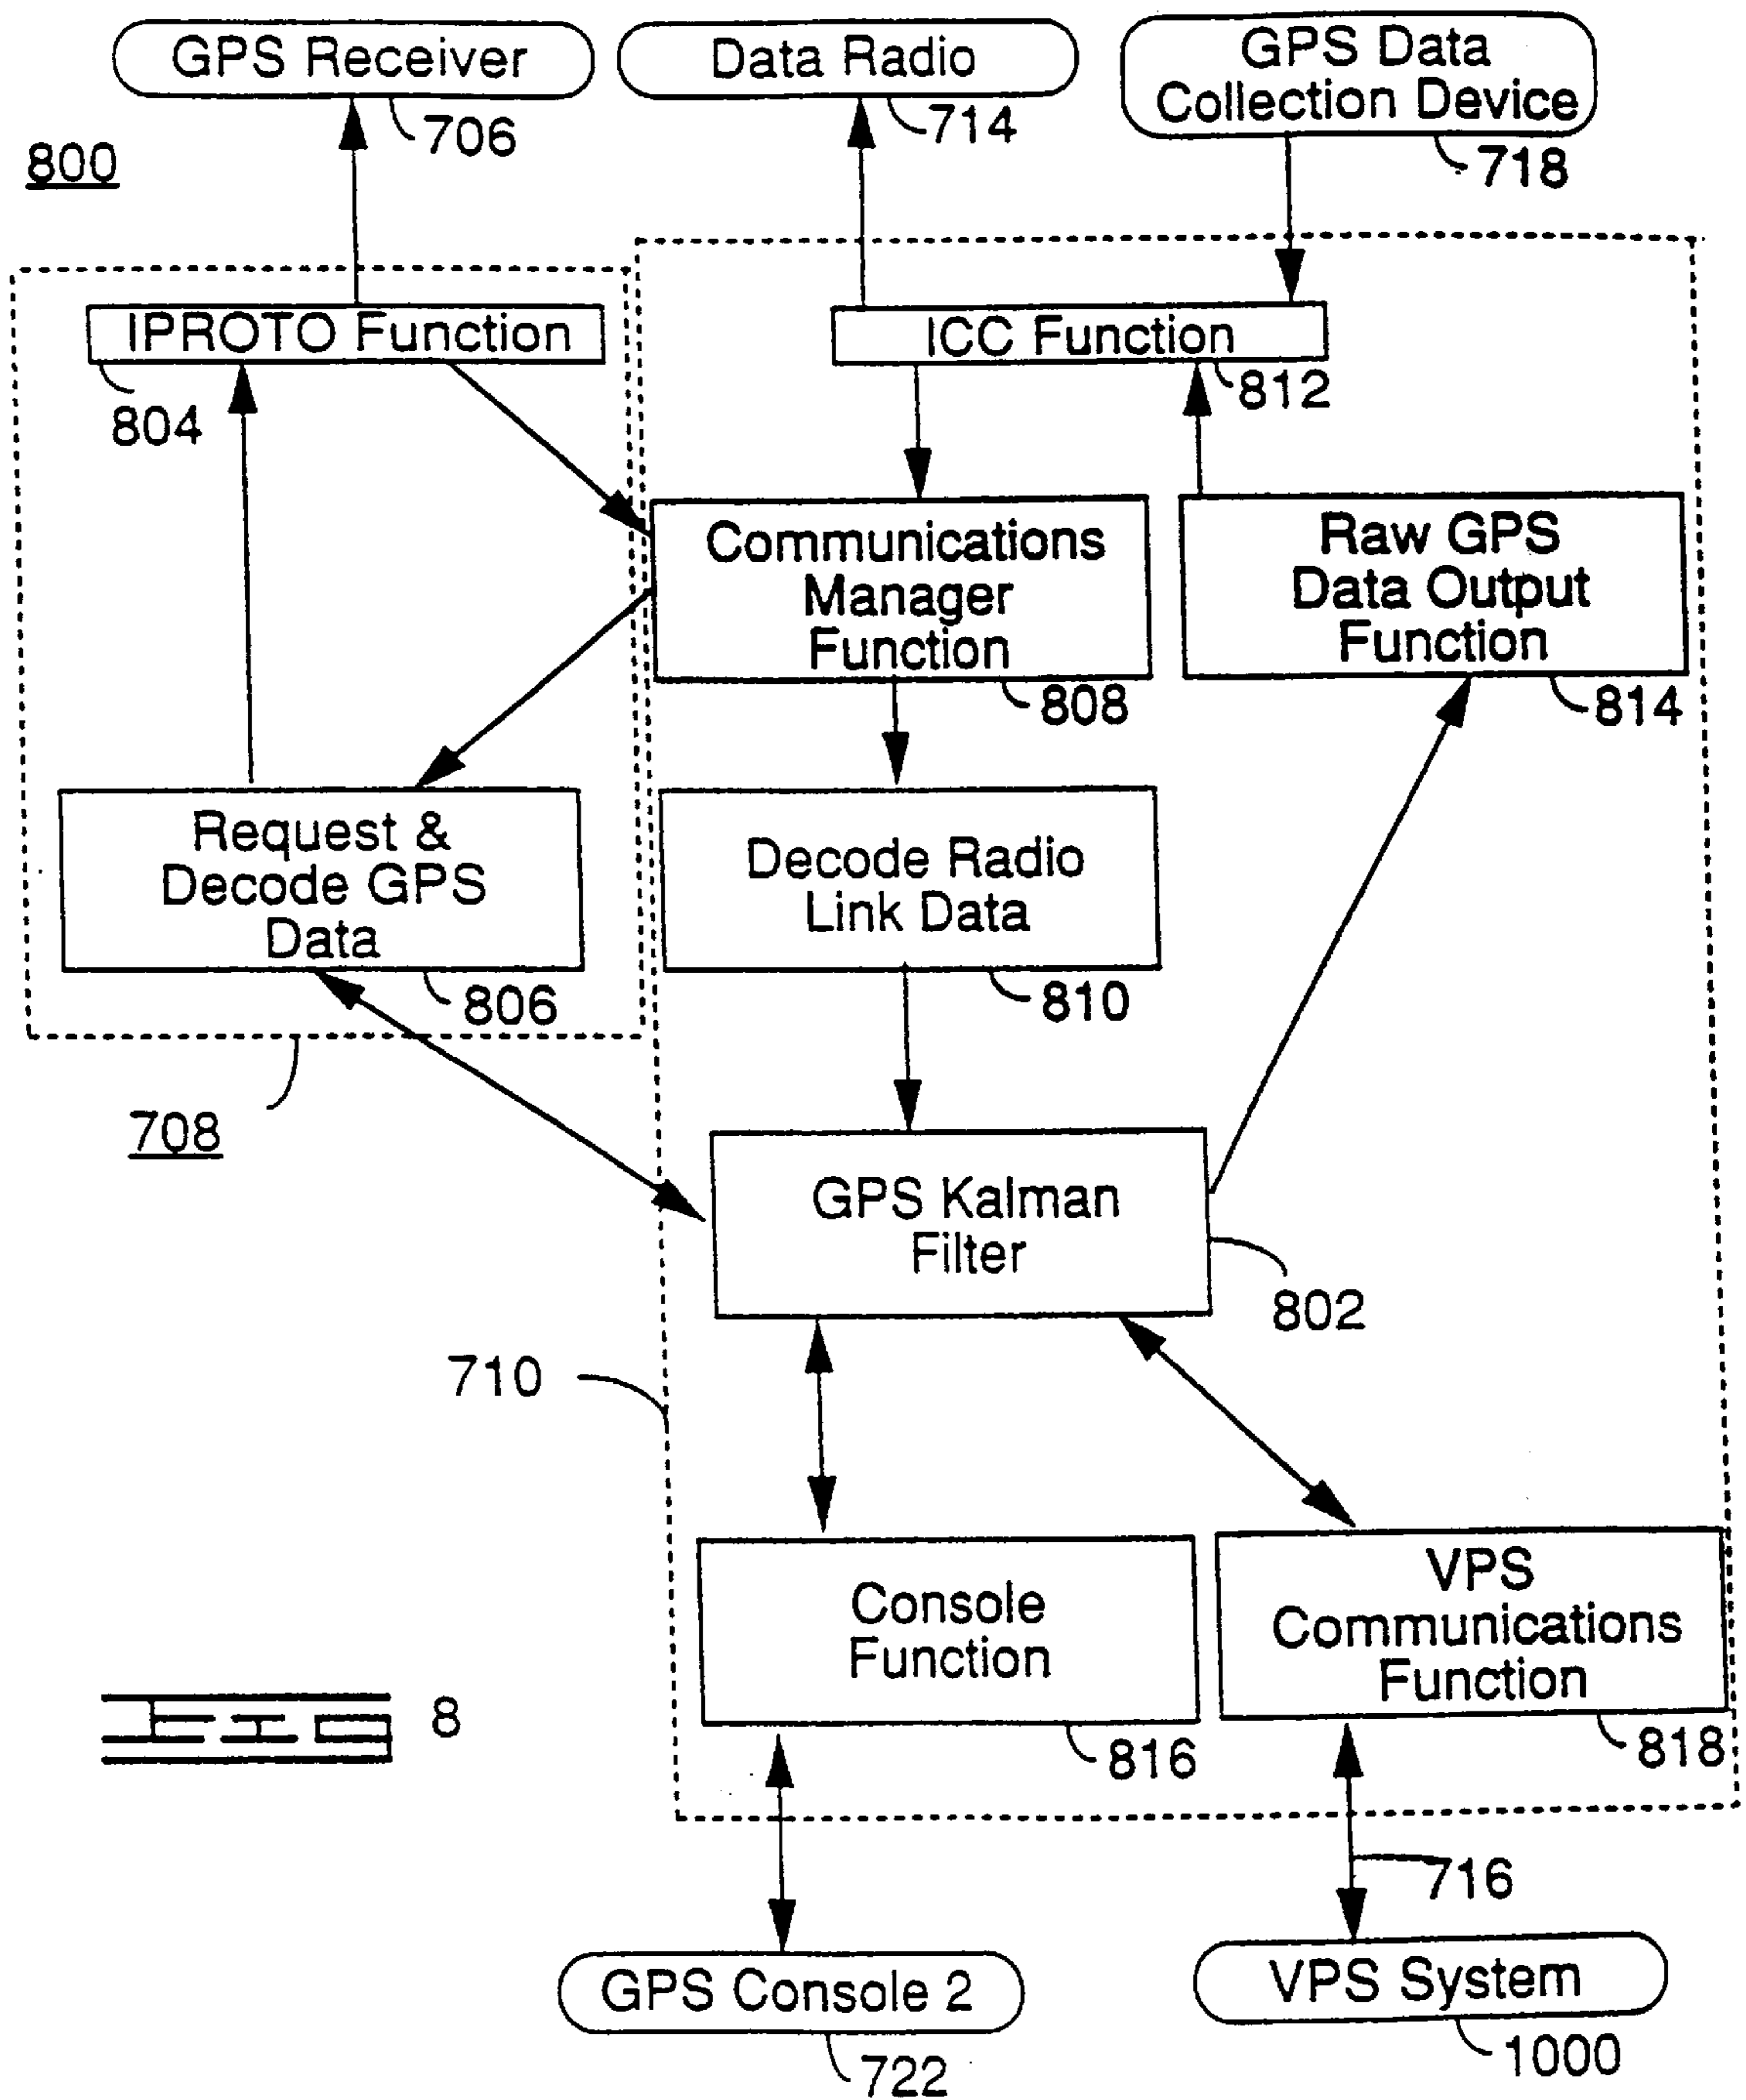 GPS Receiver
706
Data Radio
714
GPS Data
Collection Device
718
800
IPROTO Function
804
ICC Function
812
Communications
Manager
Function
808
Raw GPS
Data Output
Function
814
Request &
Decode GPS
Data
806
Decode Radio
Link Data
810
708
GPS Kalman
Filter
802
710
Console
Function
816
VPS
Communications
Function
818
8
716
GPS Console 2
722
VPS System
1000